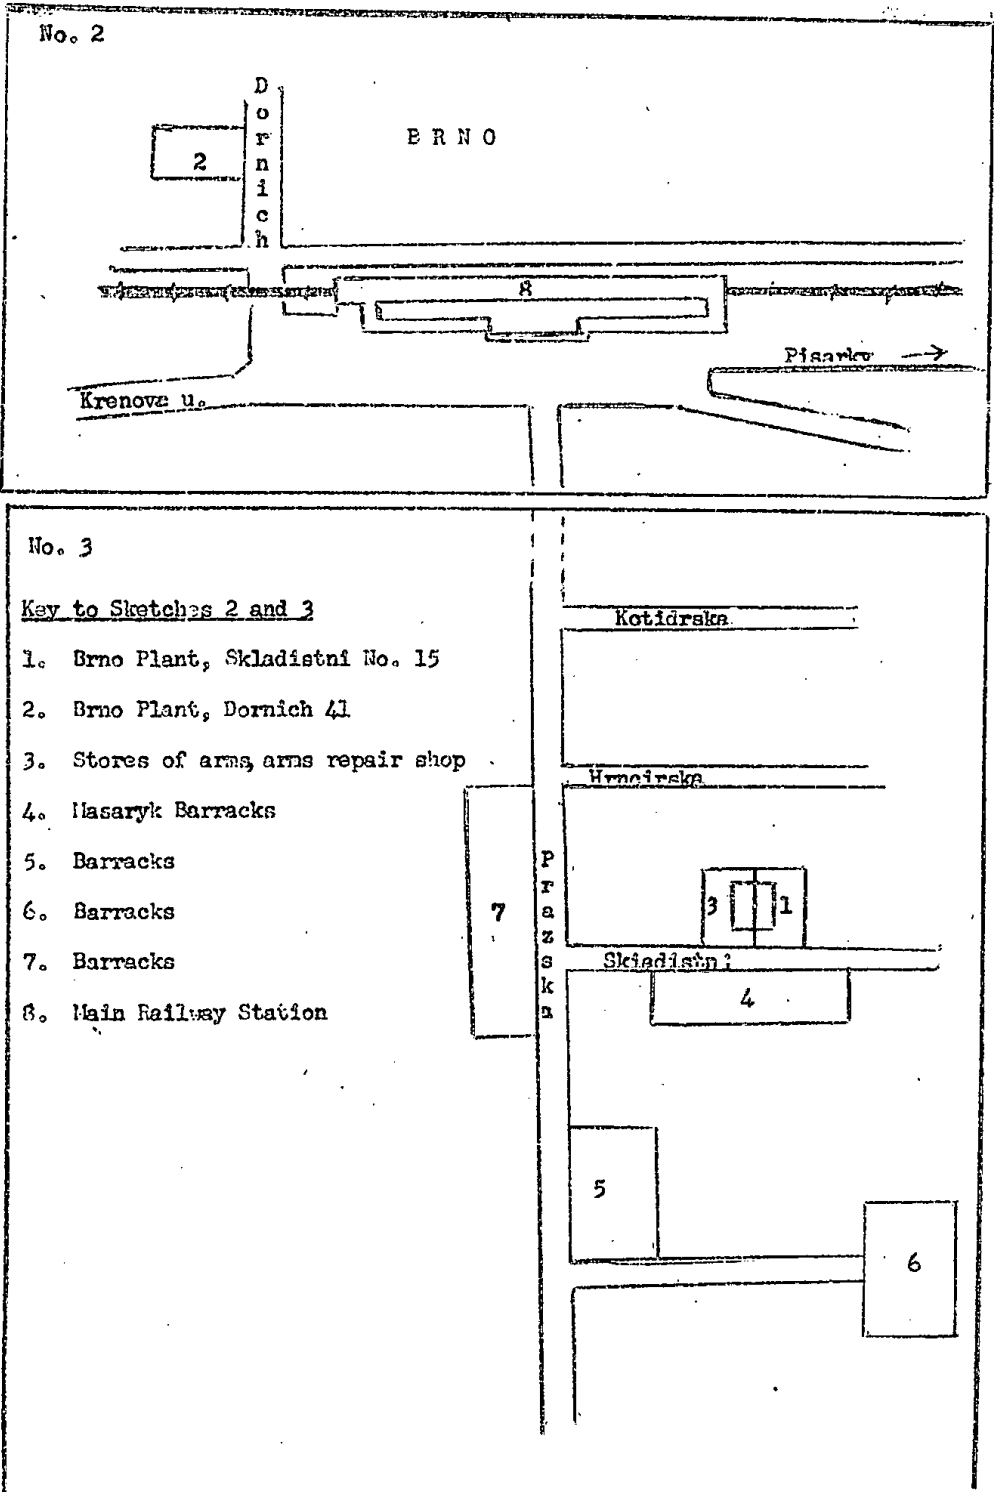 No. 2
Dornich
BRNO
2
8
Pisarky
Krenova u.
No. 3
Key to Sketches 2 and 3
1. Brno Plant, Skladistni No. 15
2. Brno Plant, Dornich 41
3. Stores of arms, arms repair shop
4. Masaryk Barracks
5. Barracks
6. Barracks
7. Barracks
8. Main Railway Station
Kotidrska
Hrncirska
Prazska
7
3
1
Skladistni
4
5
6